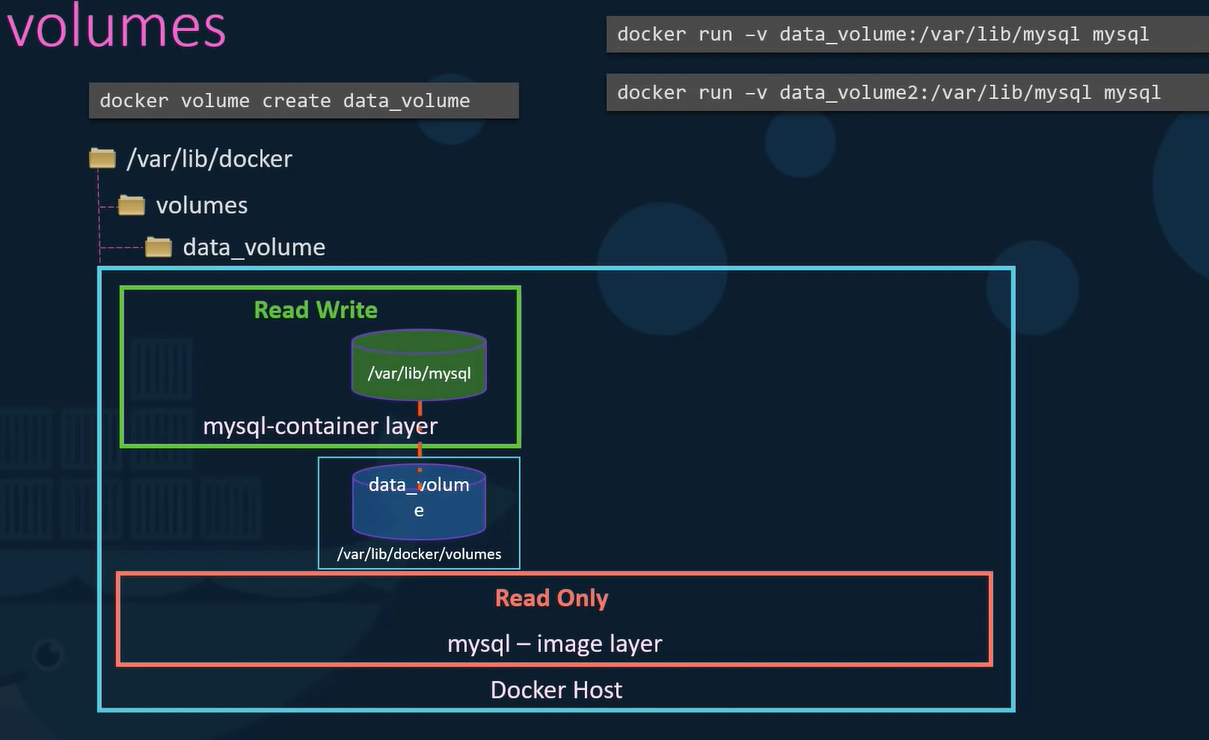 volumes
docker volume create data_volume
docker run –v data_volume:/var/lib/mysql mysql
docker run –v data_volume2:/var/lib/mysql mysql
/var/lib/docker
volumes
data_volume
Read Write
/var/lib/mysql
mysql-container layer
data_volum
e
/var/lib/docker/volumes
Read Only
mysql – image layer
Docker Host